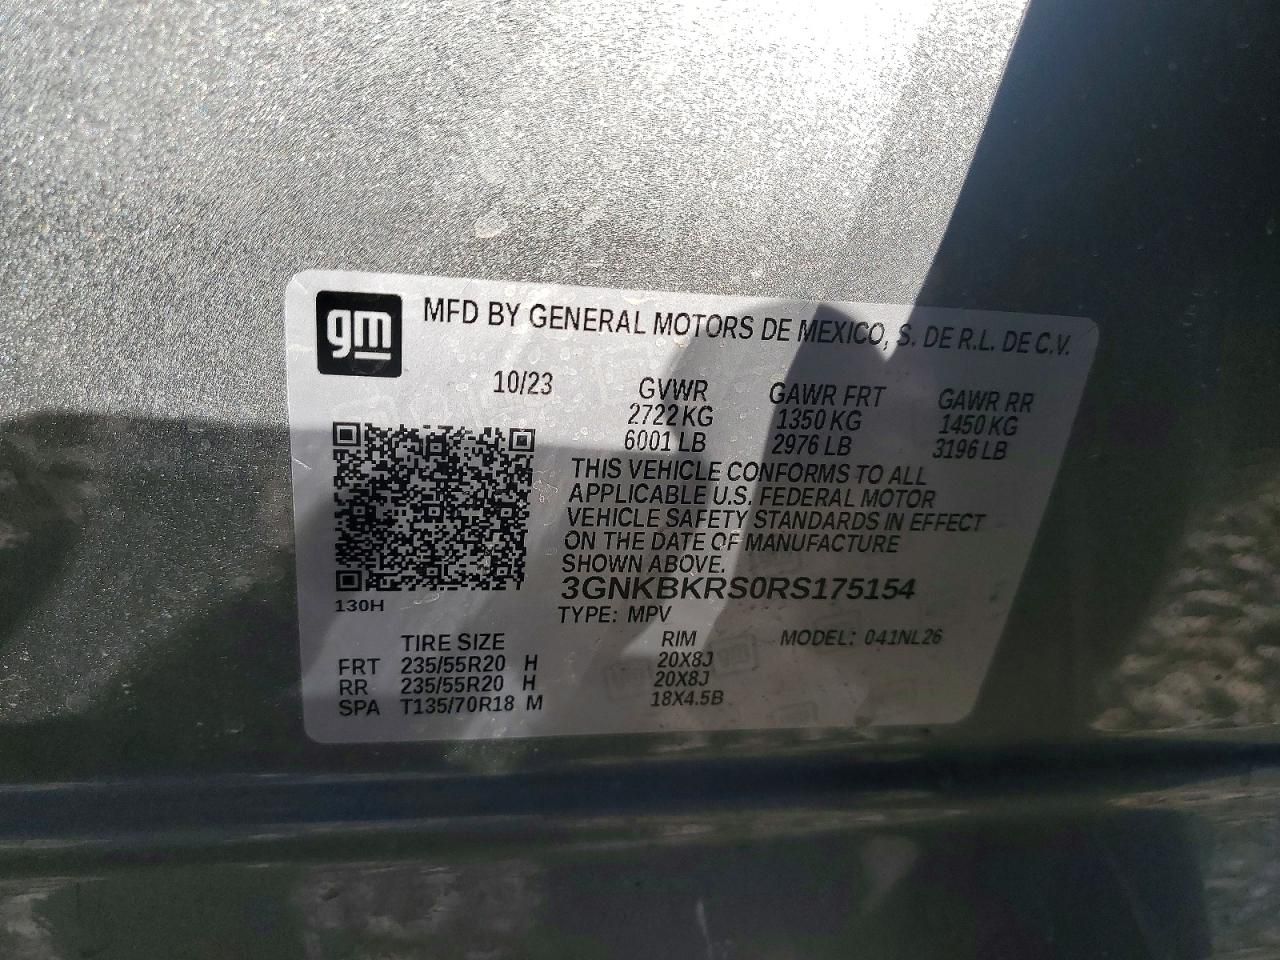 gm
MFD BY GENERAL MOTORS DE MEXICO, S. DE R.L. DE C.V.
10/23 GVWR GAWR FRT GAWR RR
2722 KG 1350 KG 1450 KG
6001 LB 2976 LB 3196 LB
THIS VEHICLE CONFORMS TO ALL
APPLICABLE U.S. FEDERAL MOTOR
VEHICLE SAFETY STANDARDS IN EFFECT
ON THE DATE OF MANUFACTURE
SHOWN ABOVE.
3GNKBKRS0RS175154
130H
TYPE: MPV
TIRE SIZE RIM MODEL: 041NL26
FRT 235/55R20 H 20X8J
RR 235/55R20 H 20X8J
SPA T135/70R18 M 18X4.5B